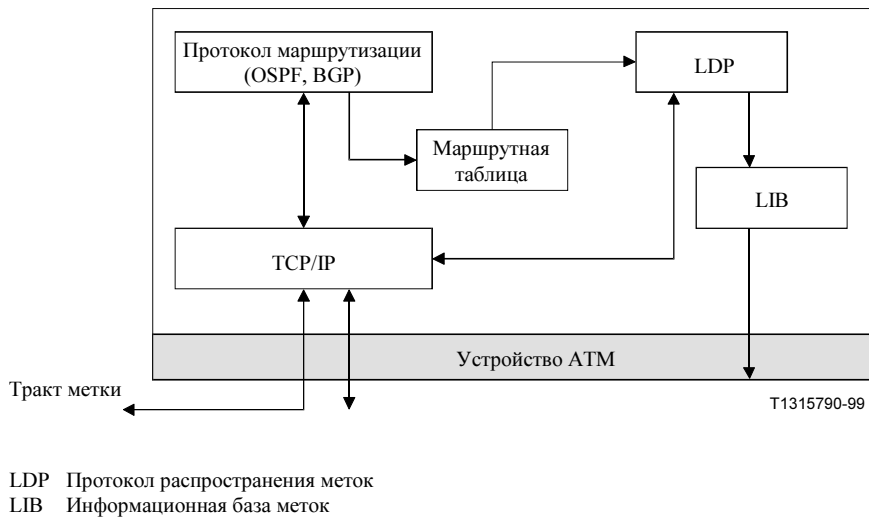 Протокол маршрутизации
(OSPF, BGP)
LDP
Маршрутная
таблица
LIB
TCP/IP
Устройство ATM
Тракт метки
T1315790-99
LDP Протокол распространения меток
LIB Информационная база меток